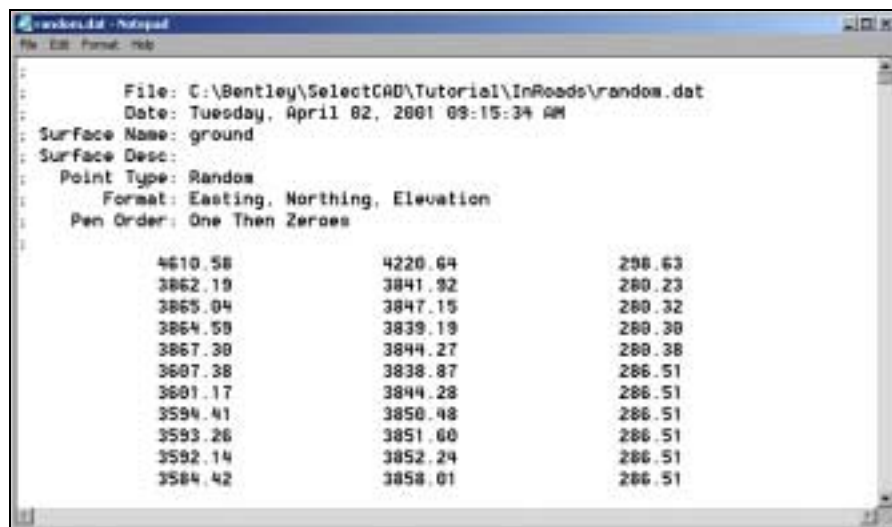 random.dat - Notepad
File Edit Format Help
;
; File: C:\Bentley\SelectCAD\Tutorial\InRoads\random.dat
; Date: Tuesday, April 02, 2001 09:15:34 AM
; Surface Name: ground
; Surface Desc:
; Point Type: Random
; Format: Easting, Northing, Elevation
; Pen Order: One Then Zeroes
;
4610.58 4220.64 298.63
3862.19 3841.92 280.23
3865.04 3847.15 280.32
3864.59 3839.19 280.30
3867.30 3844.27 280.38
3607.38 3838.87 286.51
3601.17 3844.28 286.51
3594.41 3850.48 286.51
3593.26 3851.60 286.51
3592.14 3852.24 286.51
3584.42 3858.01 286.51